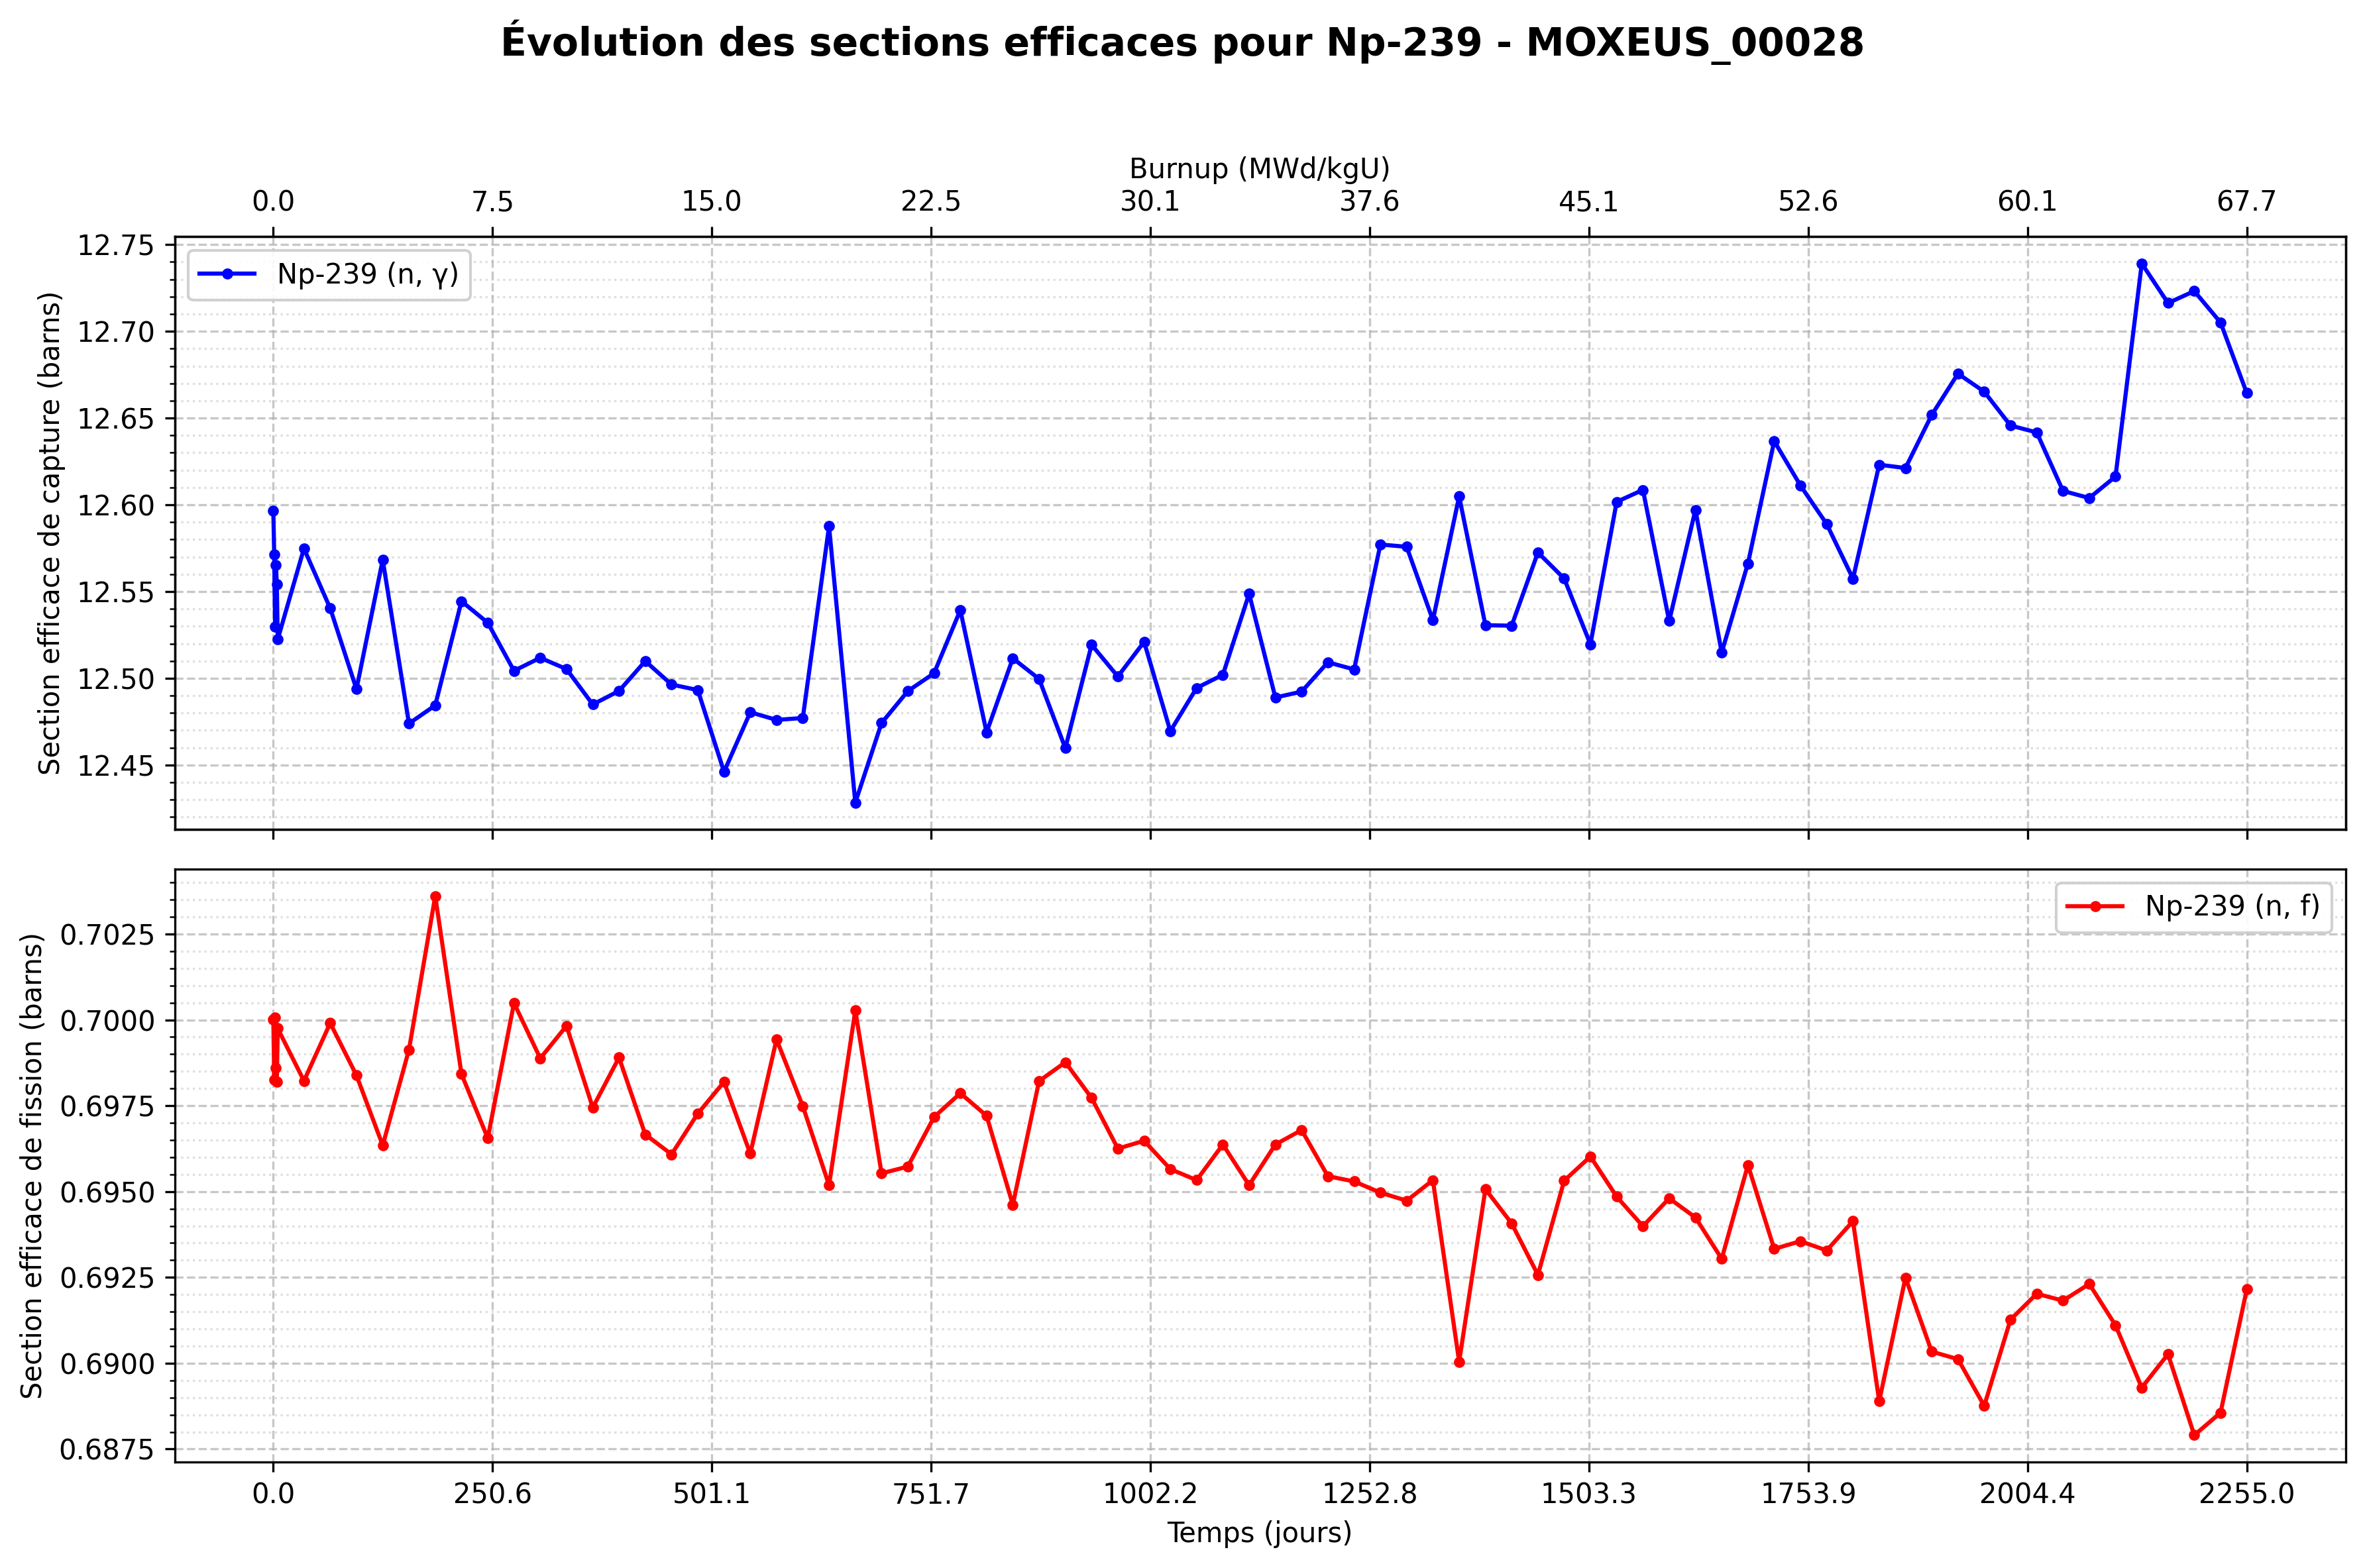 Évolution des sections efficaces pour Np-239 - MOXEUS_00028
Burnup (MWd/kgU)
0.0 7.5 15.0 22.5 30.1 37.6 45.1 52.6 60.1 67.7
Section efficace de capture (barns)
12.75
12.70
12.65
12.60
12.55
12.50
12.45
Np-239 (n, γ)
Section efficace de fission (barns)
0.7025
0.7000
0.6975
0.6950
0.6925
0.6900
0.6875
Np-239 (n, f)
0.0 250.6 501.1 751.7 1002.2 1252.8 1503.3 1753.9 2004.4 2255.0
Temps (jours)